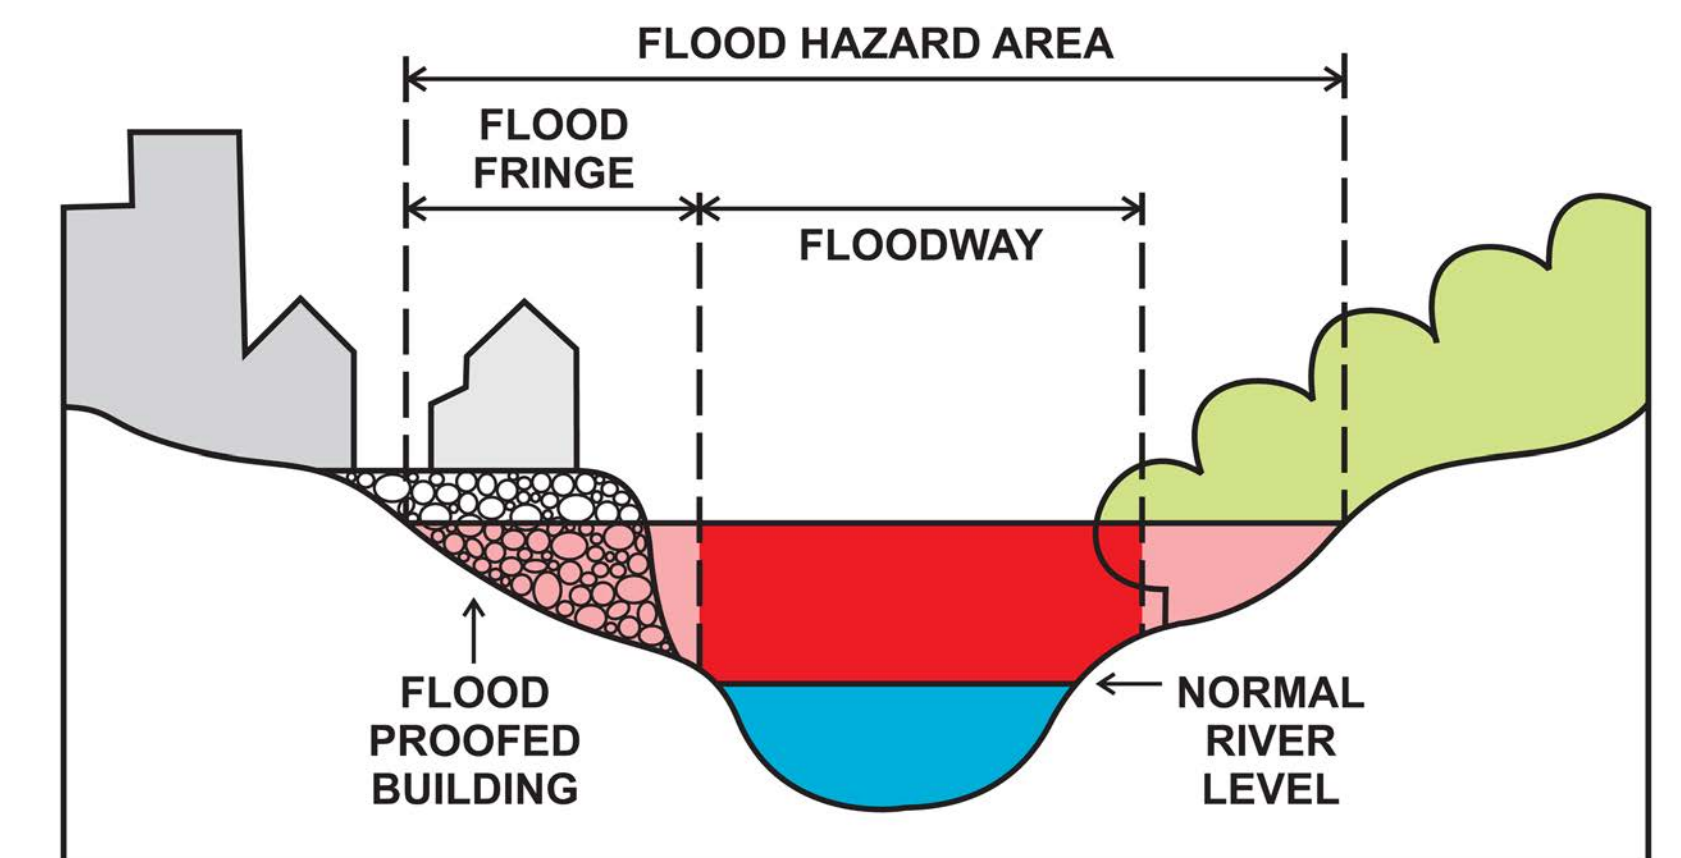 FLOOD HAZARD AREA
FLOOD
FRINGE
FLOODWAY
FLOOD
PROOFED
BUILDING
NORMAL
RIVER
LEVEL